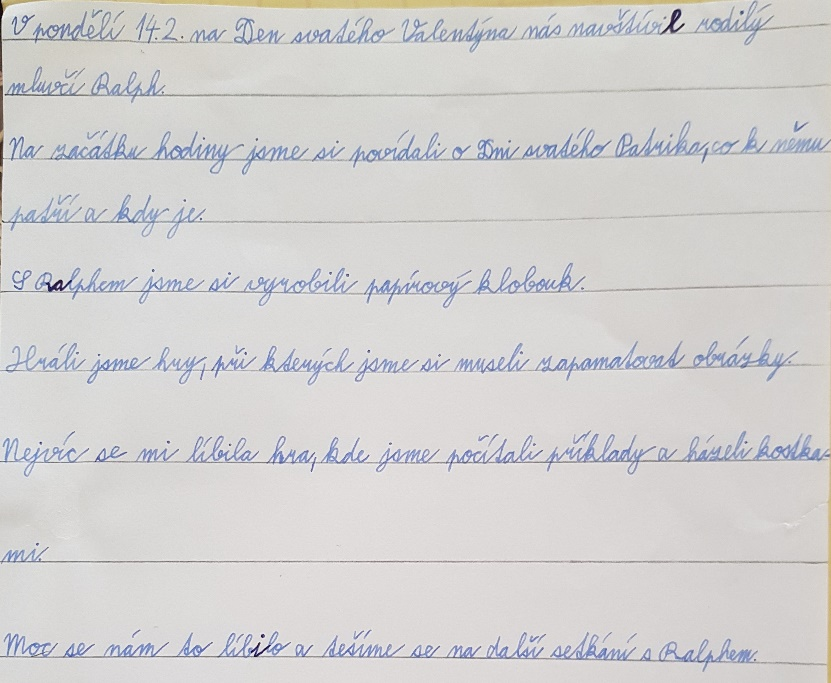 V pondělí 14.2. na Den svatého Valentýna nás navštívil rodilý
mluvčí Ralph.
Na začátku hodiny jsme si povídali o Dni svatého Patrika, co k němu
patří a kdy je.
S Ralphem jsme si vyrobili papírový klobouk.
Hráli jsme hry, při kterých jsme si museli zapamatovat obrázky.
Nejvíc se mi líbila hra, kde jsme počítali příklady a házeli kostka-
mi.
Moc se nám to líbilo a těšíme se na další setkání s Ralphem.